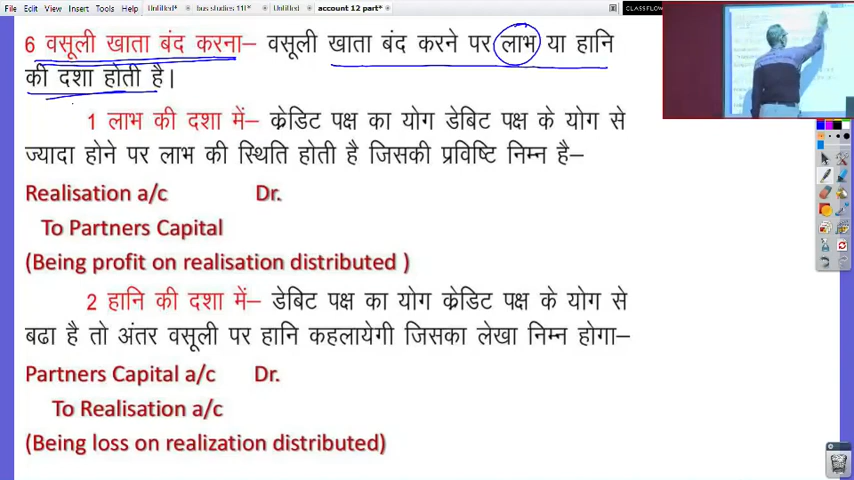 File Edit View Insert Tools Help Untitled* bus studies 11l* Untitled account 12 part* CLASSFLOW
6 वसूली खाता बंद करना– वसूली खाता बंद करने पर लाभ या हानि
की दशा होती है।
1 लाभ की दशा में– क्रेडिट पक्ष का योग डेबिट पक्ष के योग से
ज्यादा होने पर लाभ की स्थिति होती है जिसकी प्रविष्टि निम्न है–
Realisation a/c Dr.
To Partners Capital
(Being profit on realisation distributed )
2 हानि की दशा में– डेबिट पक्ष का योग क्रेडिट पक्ष के योग से
बढा है तो अंतर वसूली पर हानि कहलायेगी जिसका लेखा निम्न होगा–
Partners Capital a/c Dr.
To Realisation a/c
(Being loss on realization distributed)